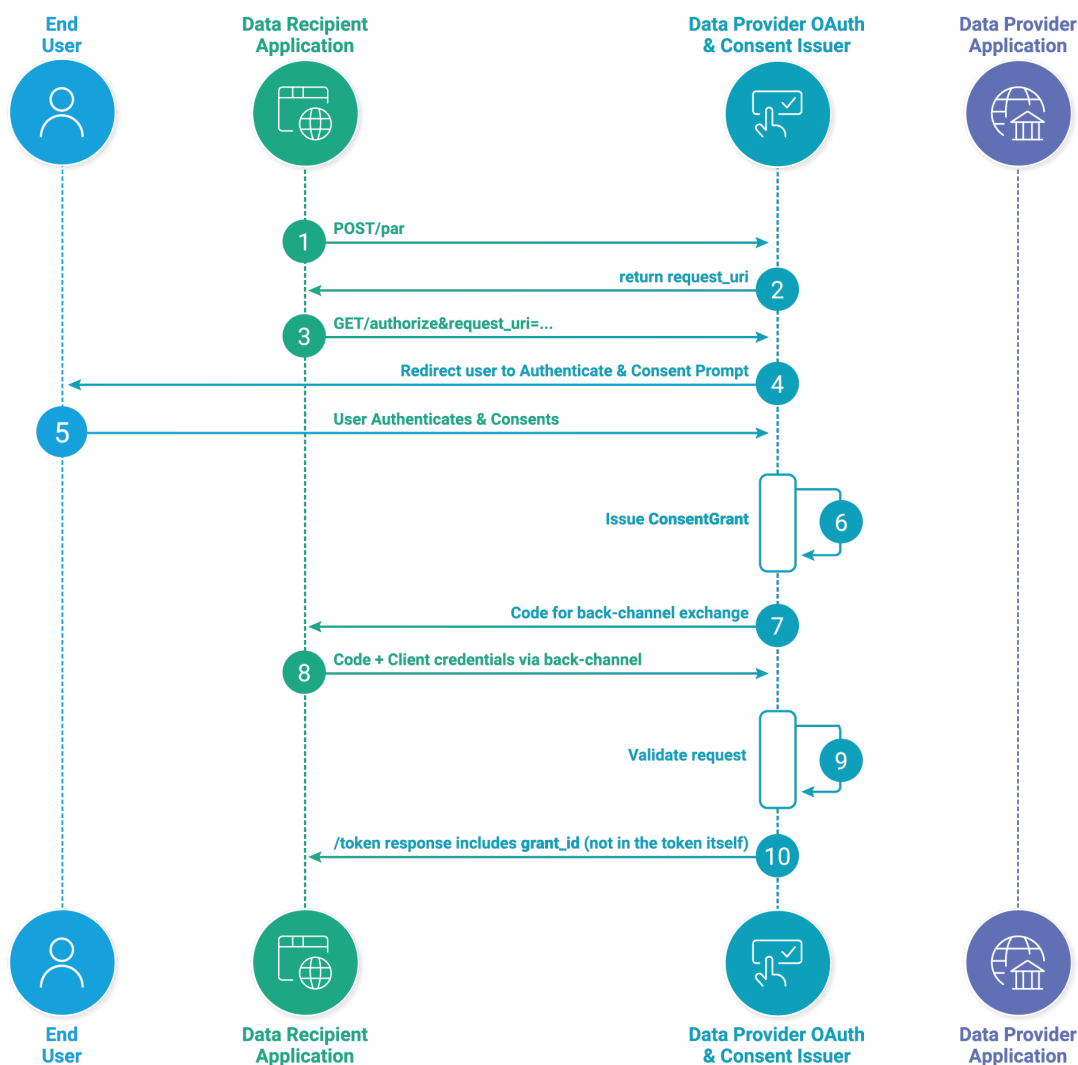 End
User
Data Recipient
Application
Data Provider OAuth
& Consent Issuer
Data Provider
Application
1
POST/par
return request_uri
2
3
GET/authorize&request_uri=...
Redirect user to Authenticate & Consent Prompt
4
5
User Authenticates & Consents
Issue ConsentGrant
6
Code for back-channel exchange
7
8
Code + Client credentials via back-channel
Validate request
9
/token response includes grant_id (not in the token itself)
10
End
User
Data Recipient
Application
Data Provider OAuth
& Consent Issuer
Data Provider
Application